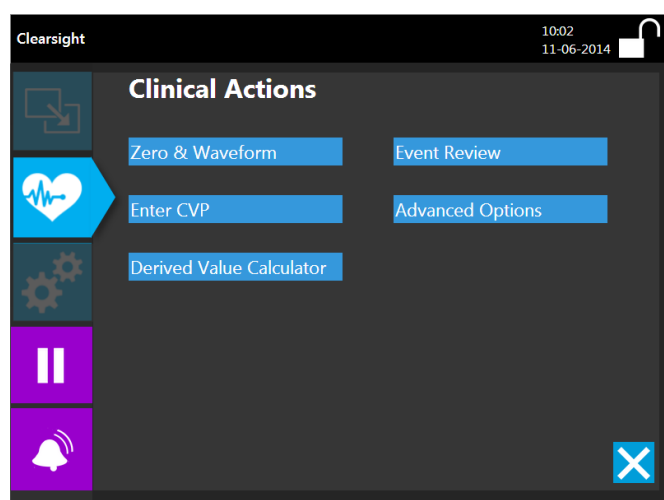 Clearsight
10:02
11-06-2014
Clinical Actions
Zero & Waveform
Event Review
Enter CVP
Advanced Options
Derived Value Calculator